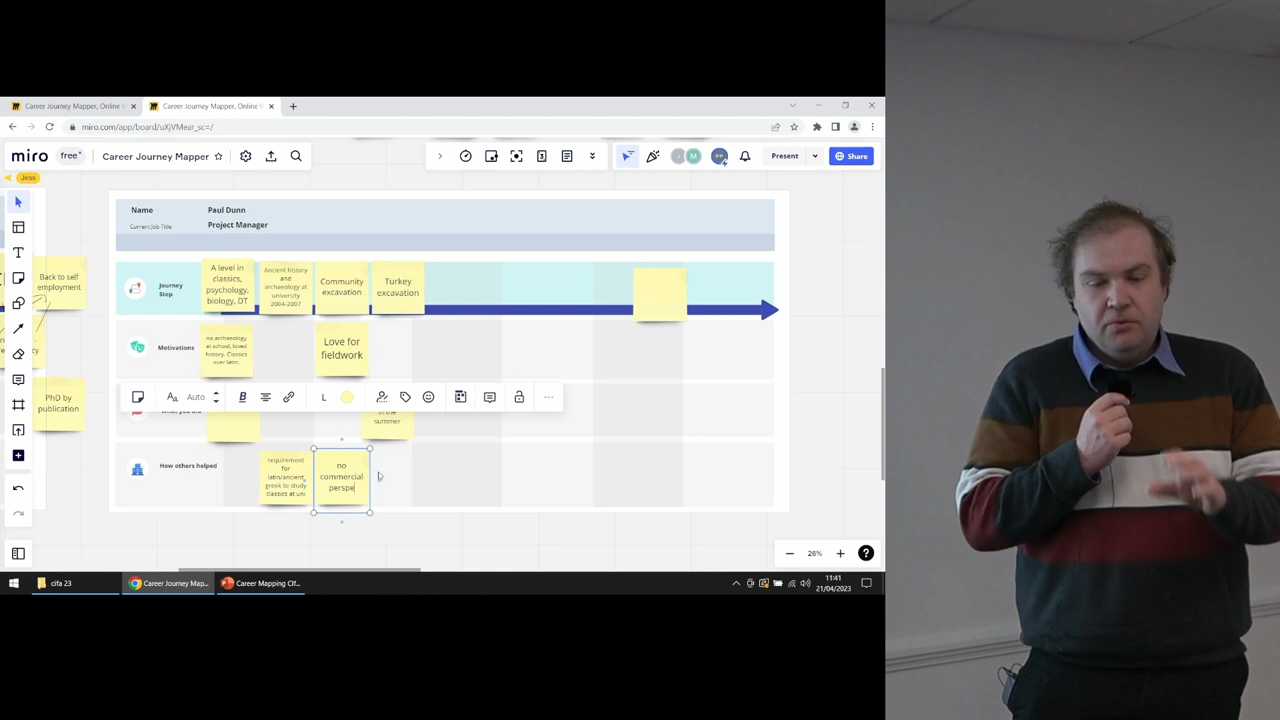 Career Journey Mapper, Online W
Career Journey Mapper, Online W
miro.com/app/board/uXjVMear_sc=/
miro
free
Career Journey Mapper
Present
Share
Jess
Name
Paul Dunn
Current Job Title
Project Manager
Back to self
employment
PhD by
publication
Journey
Step
A level in
classics,
psychology,
biology, DT
Ancient history
and
archaeology at
university
2004-2007
Community
excavation
Turkey
excavation
Motivations
no archaeology
at school, loved
history. Classics
over latin.
Love for
fieldwork
Auto
B
L
in the
summer
How others helped
requirement
for
latin/ancient
greek to study
classics at uni
no
commercial
perspe
26%
cifa 23
Career Journey Map...
Career Mapping CIf...
11:41
21/04/2023